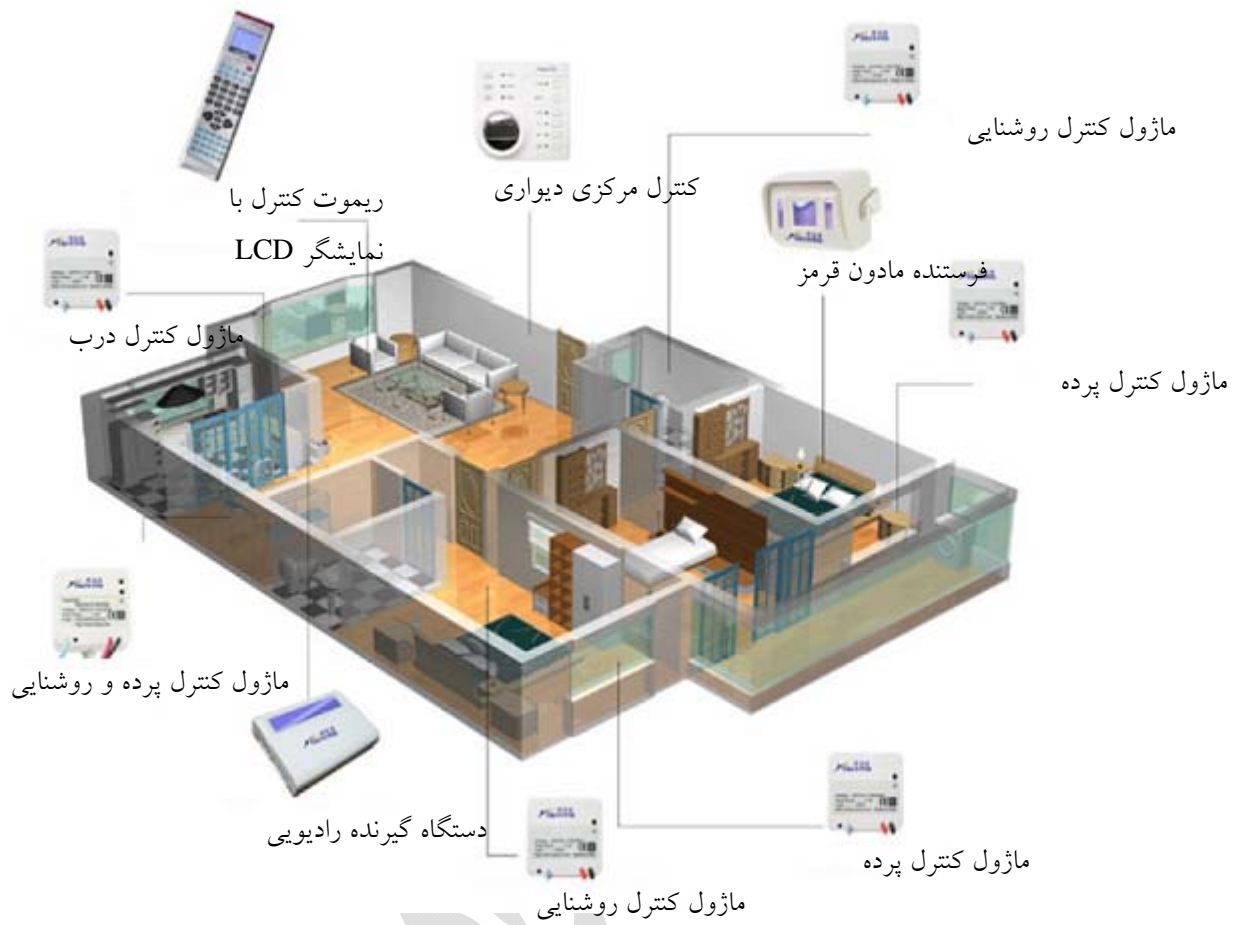 ماژول کنترل روشنایی
کنترل مرکزی دیواری
ریموت کنترل با
نمایشگر LCD
فرستنده مادون قرمز
ماژول کنترل درب
ماژول کنترل پرده
ماژول کنترل پرده و روشنایی
دستگاه گیرنده رادیویی
ماژول کنترل پرده
ماژول کنترل روشنایی